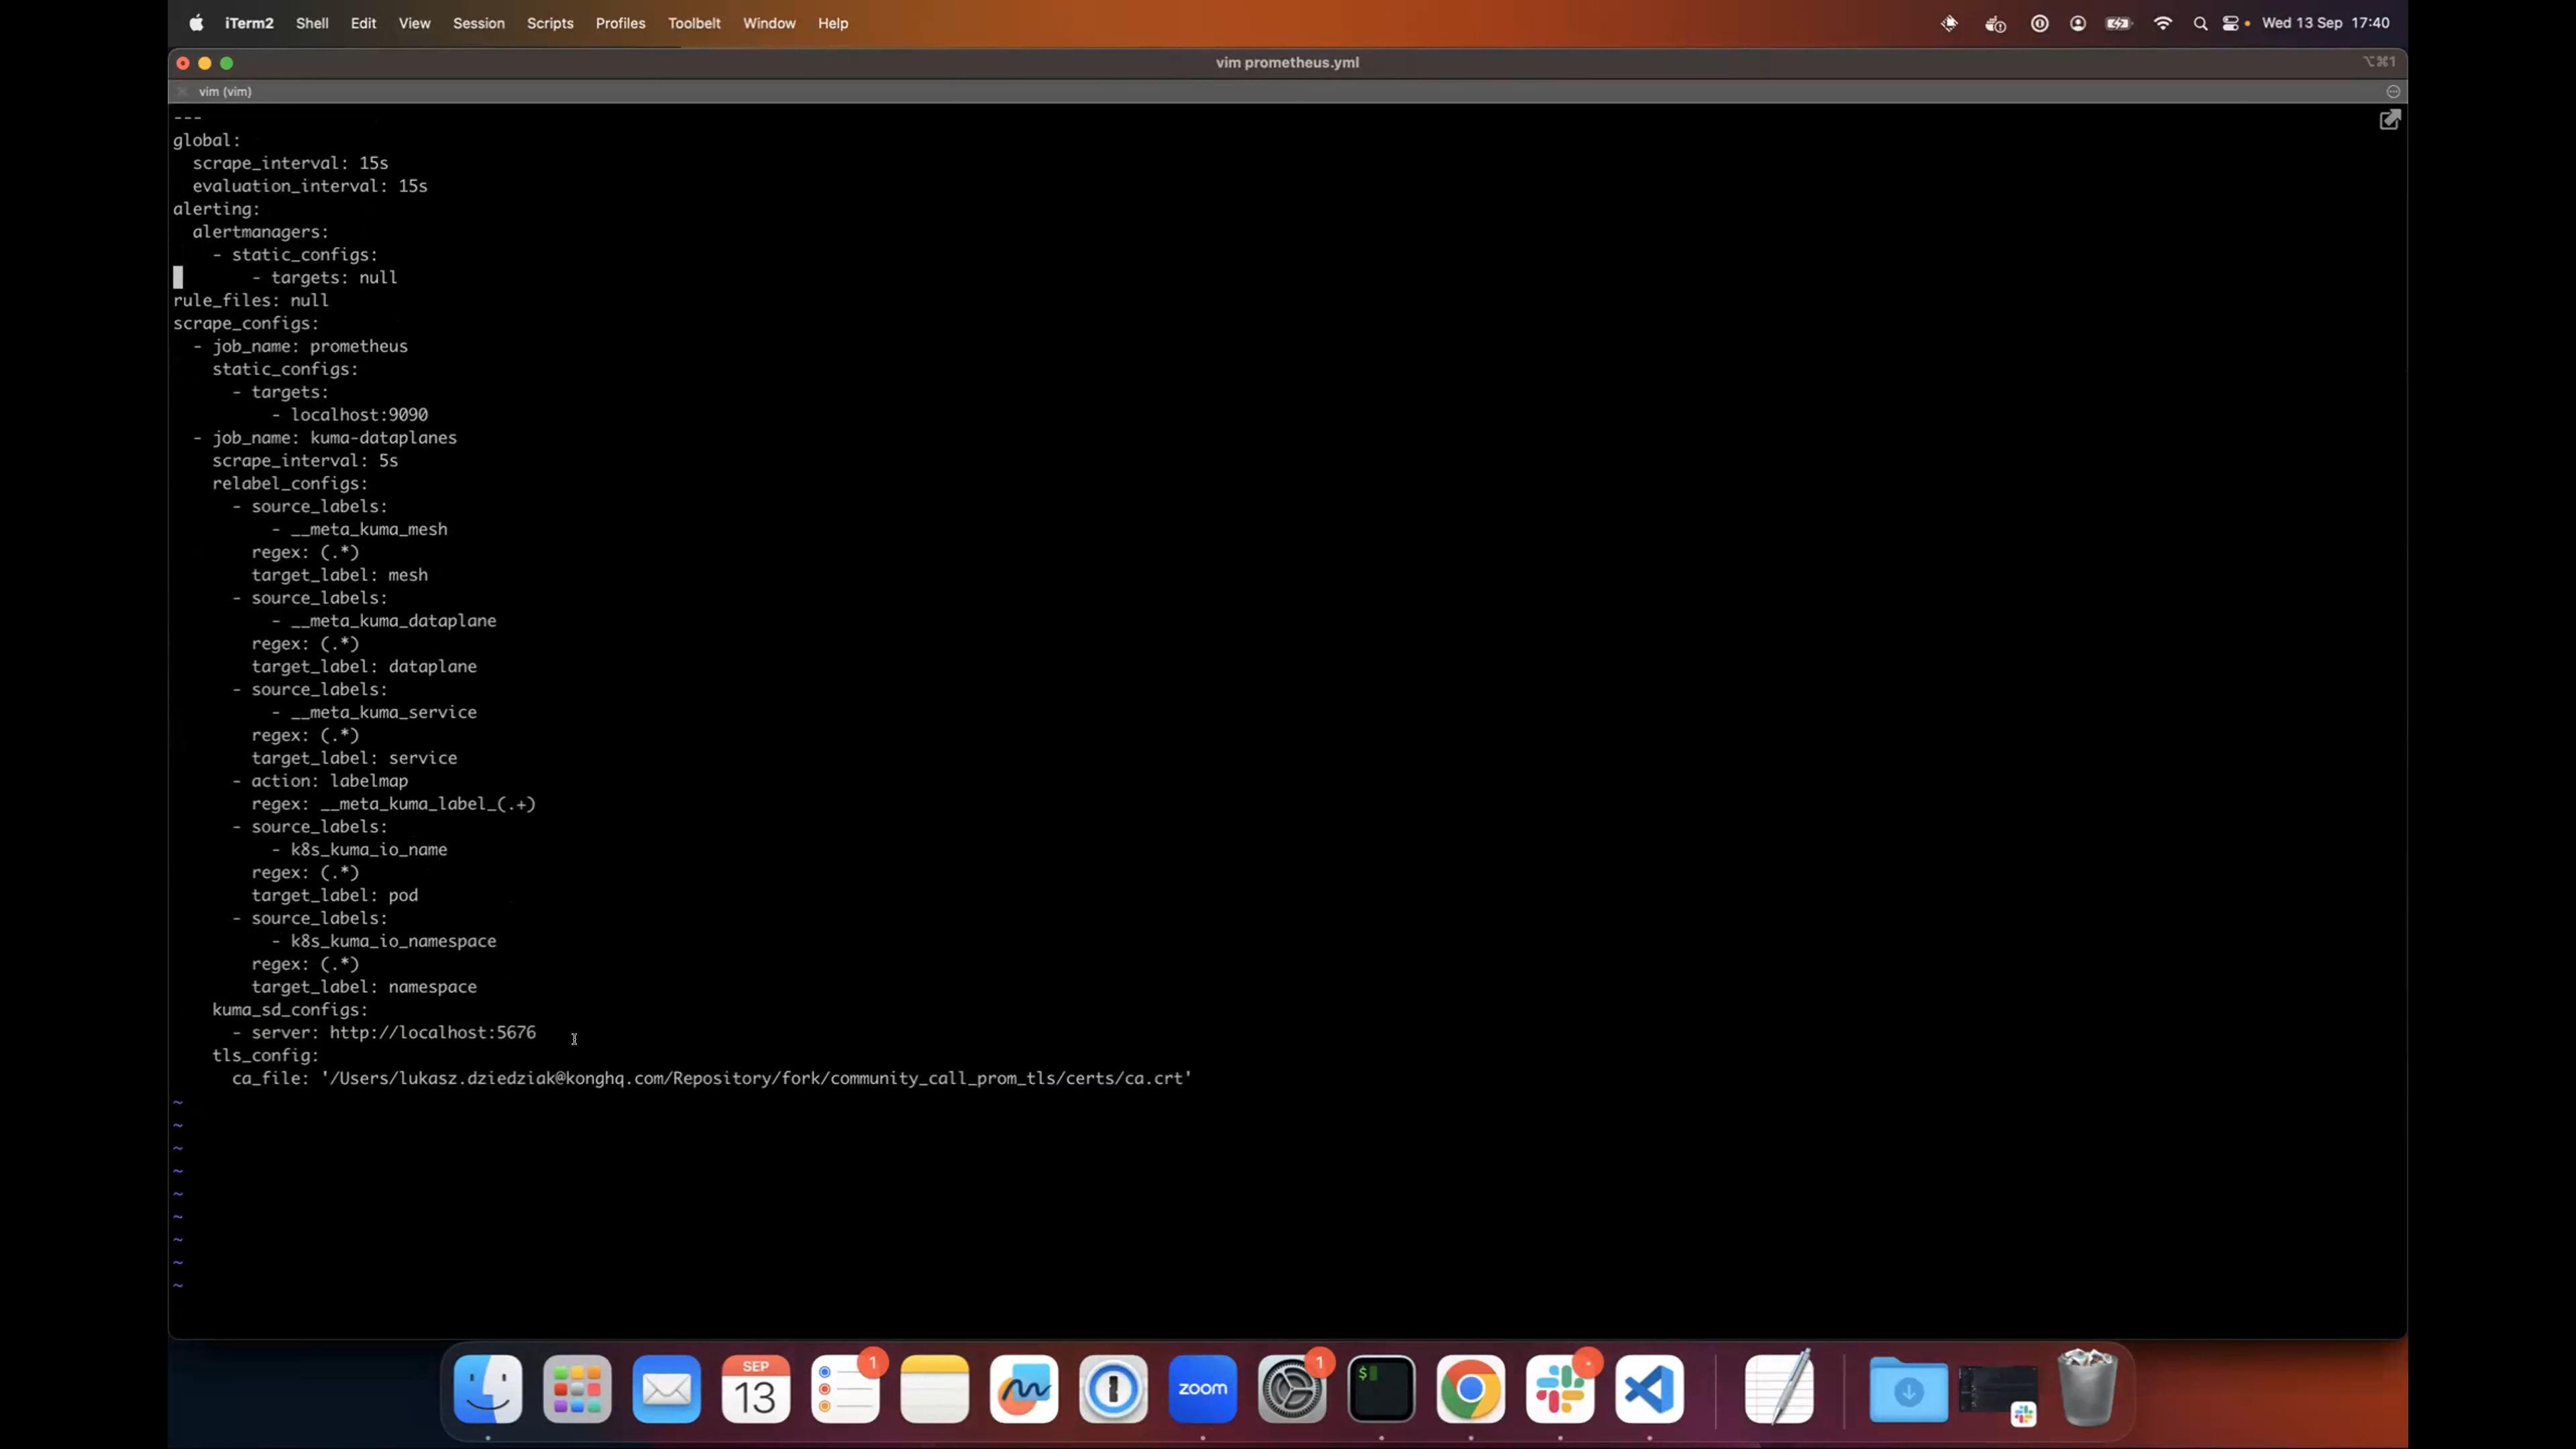 iTerm2 Shell Edit View Session Scripts Profiles Toolbelt Window Help Wed 13 Sep 17:40
vim prometheus.yml ⌥⌘1
vim (vim)
---
global:
  scrape_interval: 15s
  evaluation_interval: 15s
alerting:
  alertmanagers:
    - static_configs:
        - targets: null
rule_files: null
scrape_configs:
  - job_name: prometheus
    static_configs:
      - targets:
          - localhost:9090
  - job_name: kuma-dataplanes
    scrape_interval: 5s
    relabel_configs:
      - source_labels:
          - __meta_kuma_mesh
        regex: (.*)
        target_label: mesh
      - source_labels:
          - __meta_kuma_dataplane
        regex: (.*)
        target_label: dataplane
      - source_labels:
          - __meta_kuma_service
        regex: (.*)
        target_label: service
      - action: labelmap
        regex: __meta_kuma_label_(.+)
      - source_labels:
          - k8s_kuma_io_name
        regex: (.*)
        target_label: pod
      - source_labels:
          - k8s_kuma_io_namespace
        regex: (.*)
        target_label: namespace
    kuma_sd_configs:
      - server: http://localhost:5676
    tls_config:
      ca_file: '/Users/lukasz.dziedziak@konghq.com/Repository/fork/community_call_prom_tls/certs/ca.crt'
~
~
~
~
~
~
~
~
~
SEP
13
1
zoom
1
$